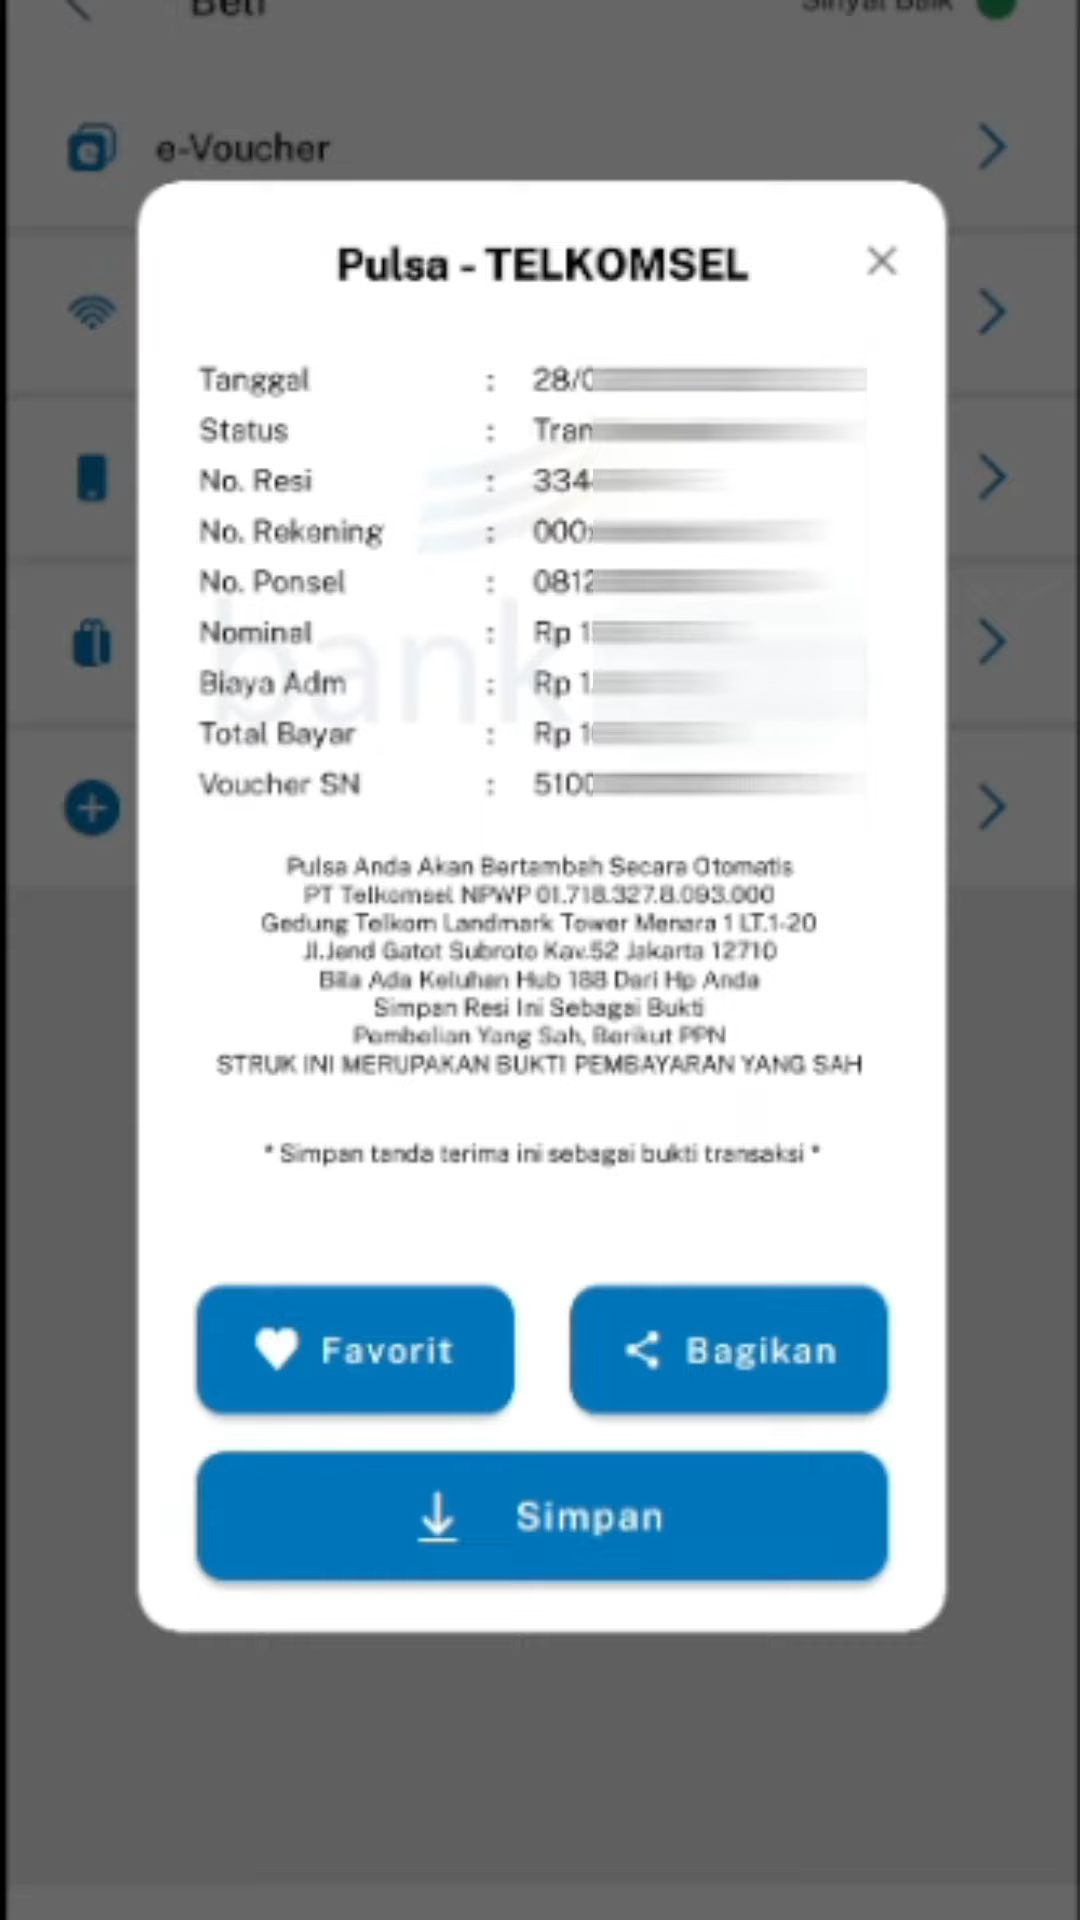 Beli
Sinyal Baik
e-Voucher
Pulsa - TELKOMSEL
Tanggal : 28/0
Status : Tran
No. Resi : 334
No. Rekening : 000
No. Ponsel : 0812
Nominal : Rp 1
Biaya Adm : Rp 1
Total Bayar : Rp 1
Voucher SN : 5100
bank
Pulsa Anda Akan Bertambah Secara Otomatis
PT Telkomsel NPWP 01.718.327.8.093.000
Gedung Telkom Landmark Tower Menara 1 LT.1-20
Jl.Jend Gatot Subroto Kav.52 Jakarta 12710
Bila Ada Keluhan Hub 188 Dari Hp Anda
Simpan Resi Ini Sebagai Bukti
Pembelian Yang Sah, Berikut PPN
STRUK INI MERUPAKAN BUKTI PEMBAYARAN YANG SAH
* Simpan tanda terima ini sebagai bukti transaksi *
Favorit
Bagikan
Simpan